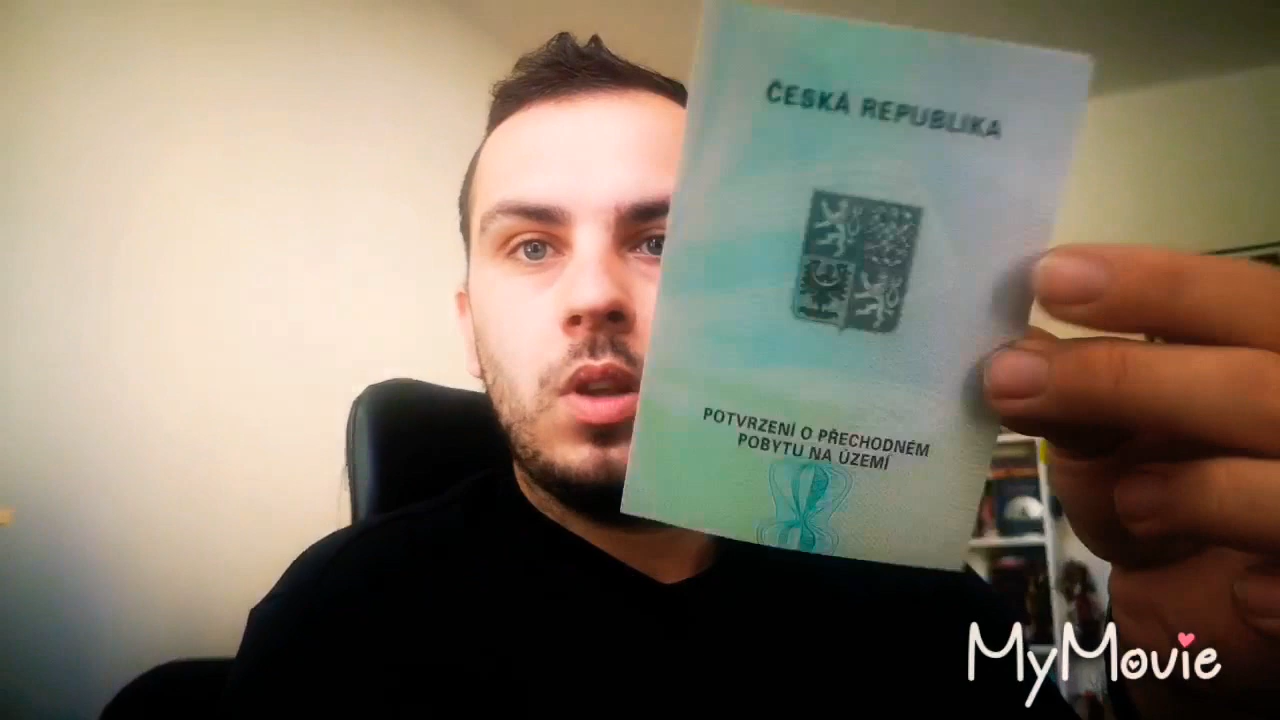 ČESKÁ REPUBLIKA
POTVRZENÍ O PŘECHODNÉM
POBYTU NA ÚZEMÍ
MyMovie